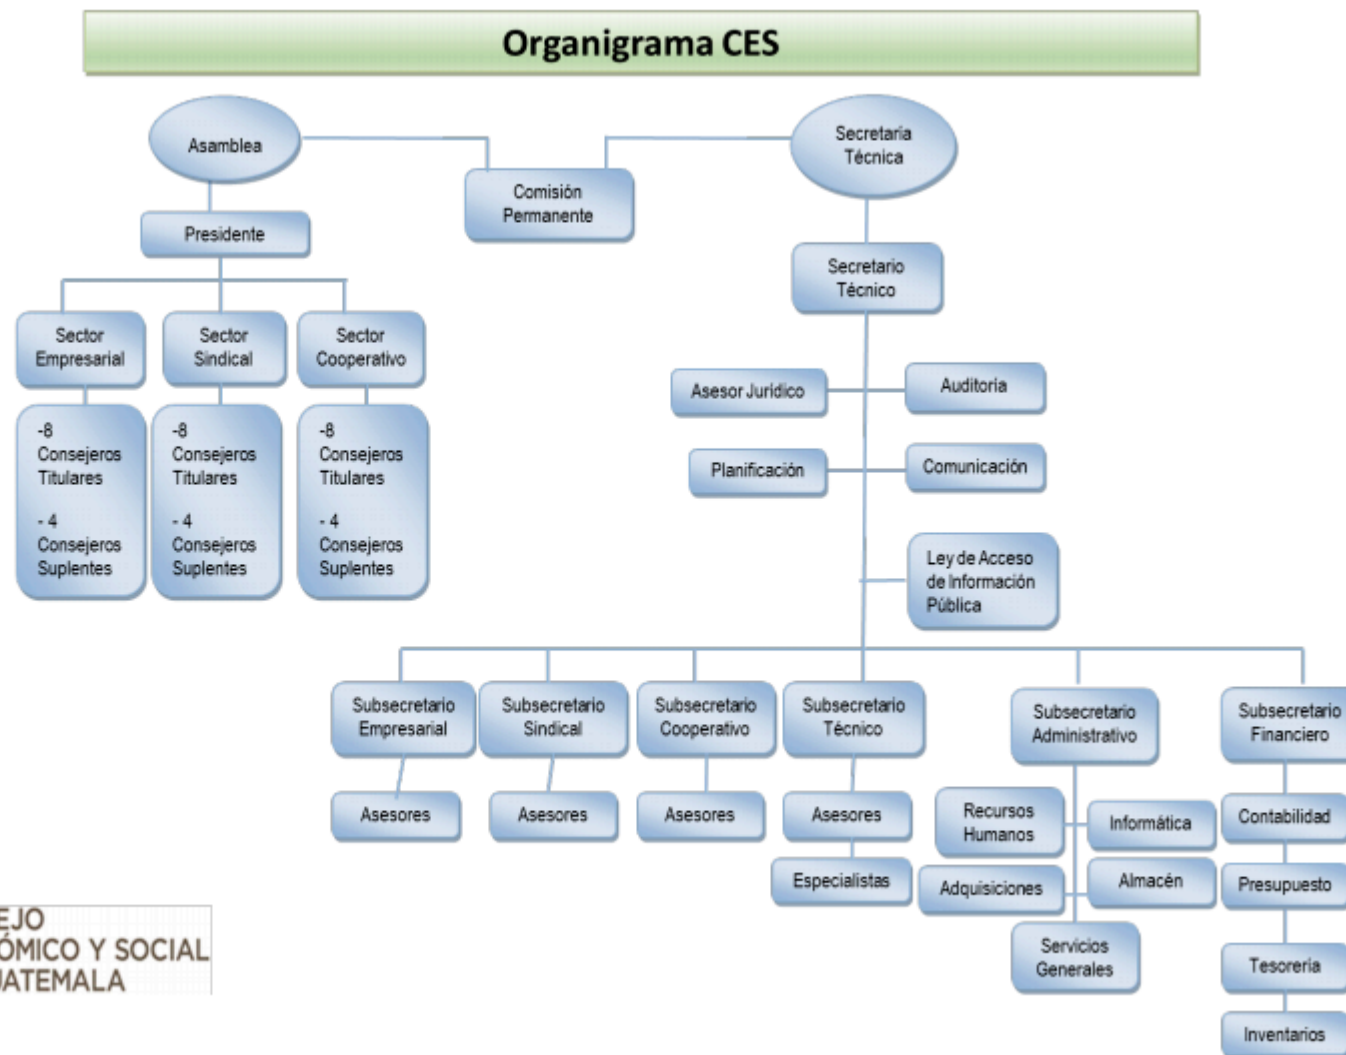 Organigrama CES
Asamblea
Secretaria
Técnica
Comisión
Permanente
Presidente
Secretario
Técnico
Sector
Empresarial
Sector
Sindical
Sector
Cooperativo
Asesor Jurídico
Auditoria
-8
Consejeros
Titulares
- 4
Consejeros
Suplentes
-8
Consejeros
Titulares
- 4
Consejeros
Suplentes
-8
Consejeros
Titulares
- 4
Consejeros
Suplentes
Planificación
Comunicación
Ley de Acceso
de Información
Pública
Subsecretario
Empresarial
Subsecretario
Sindical
Subsecretario
Cooperativo
Subsecretario
Técnico
Subsecretario
Administrativo
Subsecretario
Financiero
Asesores
Asesores
Asesores
Asesores
Especialistas
Recursos
Humanos
Informática
Adquisiciones
Almacén
Servicios
Generales
Contabilidad
Presupuesto
Tesorería
Inventarios
EJO
ÓMICO Y SOCIAL
UATEMALA